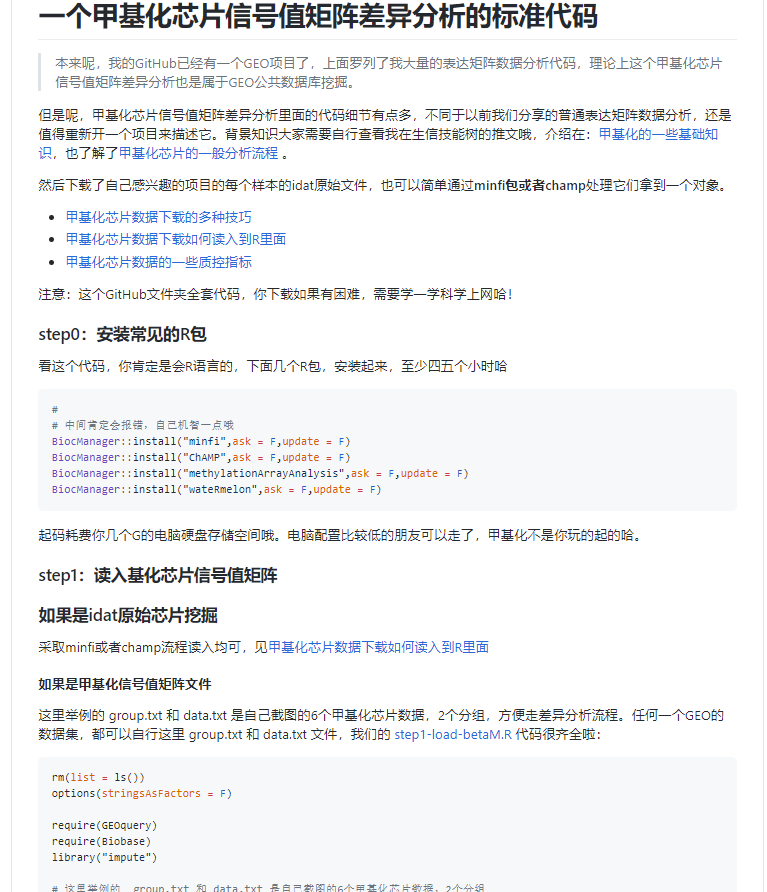 一个甲基化芯片信号值矩阵差异分析的标准代码
本来呢，我的GitHub已经有一个GEO项目了，上面罗列了我大量的表达矩阵数据分析代码，理论上这个甲基化芯片
信号值矩阵差异分析也是属于GEO公共数据库挖掘。
但是呢，甲基化芯片信号值矩阵差异分析里面的代码细节有点多，不同于以前我们分享的普通表达矩阵数据分析，还是
值得重新开一个项目来描述它。背景知识大家需要自行查看我在生信技能树的推文哦，介绍在：甲基化的一些基础知
识，也了解了甲基化芯片的一般分析流程 。
然后下载了自己感兴趣的项目的每个样本的idat原始文件，也可以简单通过minfi包或者champ处理它们拿到一个对象。
甲基化芯片数据下载的多种技巧
甲基化芯片数据下载如何读入到R里面
甲基化芯片数据的一些质控指标
注意：这个GitHub文件夹全套代码，你下载如果有困难，需要学一学科学上网哈！
step0：安装常见的R包
看这个代码，你肯定是会R语言的，下面几个R包，安装起来，至少四五个小时哈
#
# 中间肯定会报错，自己机智一点哦
BiocManager::install("minfi",ask = F,update = F)
BiocManager::install("ChAMP",ask = F,update = F)
BiocManager::install("methylationArrayAnalysis",ask = F,update = F)
BiocManager::install("wateRmelon",ask = F,update = F)
起码耗费你几个G的电脑硬盘存储空间哦。电脑配置比较低的朋友可以走了，甲基化不是你玩的起的哈。
step1：读入基化芯片信号值矩阵
如果是idat原始芯片挖掘
采取minfi或者champ流程读入均可，见甲基化芯片数据下载如何读入到R里面
如果是甲基化信号值矩阵文件
这里举例的 group.txt 和 data.txt 是自己截图的6个甲基化芯片数据，2个分组，方便走差异分析流程。任何一个GEO的
数据集，都可以自行这里 group.txt 和 data.txt 文件，我们的 step1-load-betaM.R 代码很齐全啦：
rm(list = ls())
options(stringsAsFactors = F)
require(GEOquery)
require(Biobase)
library("impute")
# 这里举例的 group.txt 和 data.txt 是自己截图的6个甲基化芯片数据，2个分组